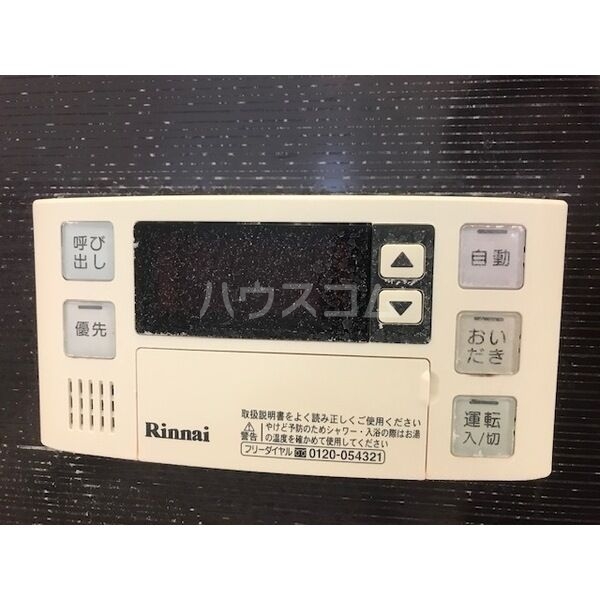 呼び
出し
優先
ハウスコム
自動
おい
だき
運転
入/切
Rinnai
取扱説明書をよく読み正しくご使用ください
警告
やけど予防のためシャワー・入浴の際はお湯
の温度を確かめて使用してください
フリーダイヤル 0120-054321